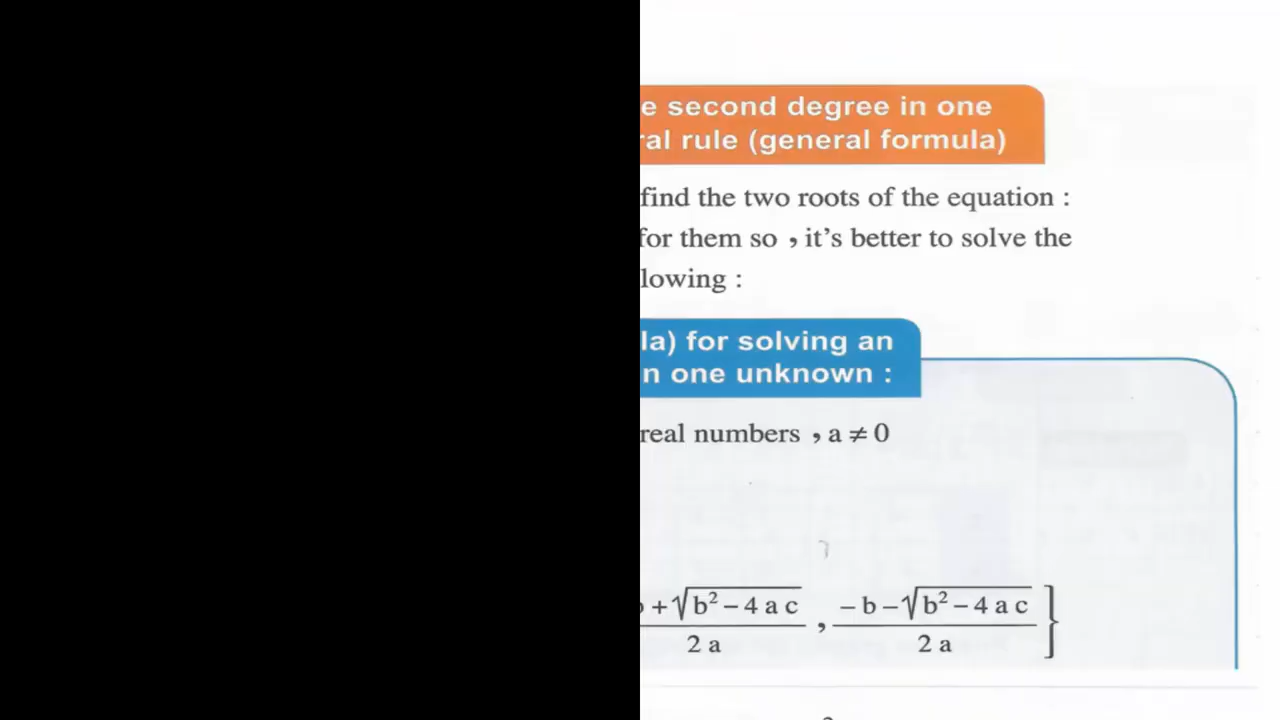 e second degree in one
ral rule (general formula)
find the two roots of the equation :
for them so , it's better to solve the
lowing :
la) for solving an
n one unknown :
real numbers , a ≠ 0
+√(b² – 4 a c) / 2 a , –b –√(b² – 4 a c) / 2 a }